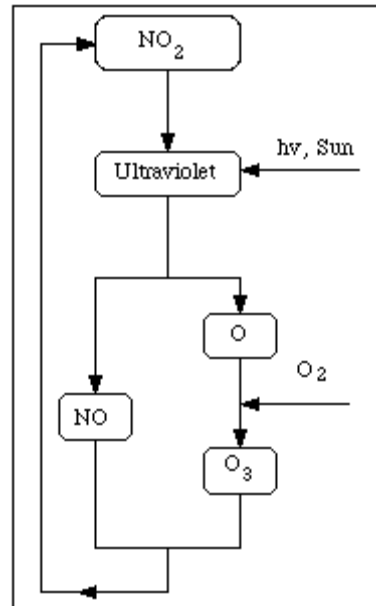 NO2
Ultraviolet
hv, Sun
O
O2
NO
O3